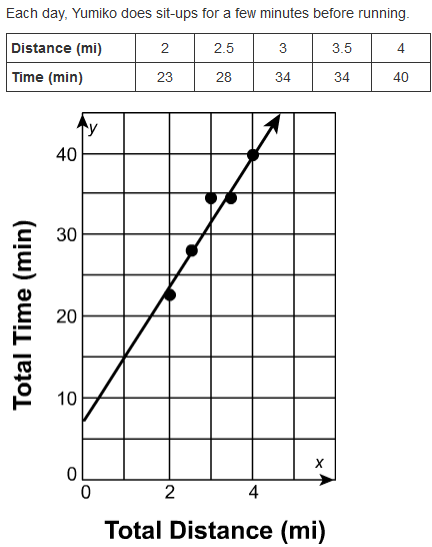 Each day, Yumiko does sit-ups for a few minutes before running.
Distance (mi) 2 2.5 3 3.5 4
Time (min) 23 28 34 34 40
y
40
30
20
10
0
Total Time (min)
x
0 2 4
Total Distance (mi)